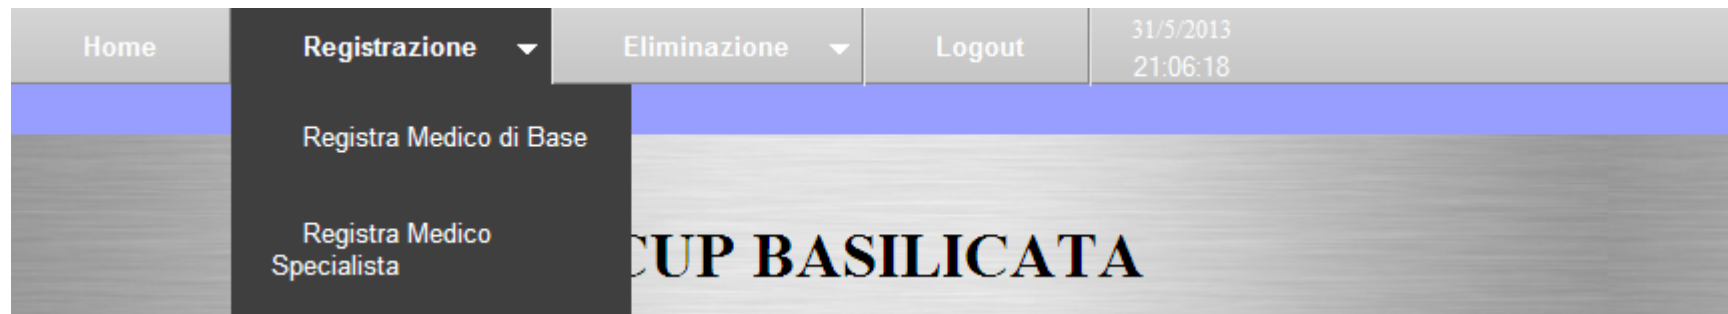 Home
Registrazione
Eliminazione
Logout
31/5/2013
21:06:18
Registra Medico di Base
Registra Medico
Specialista
CUP BASILICATA